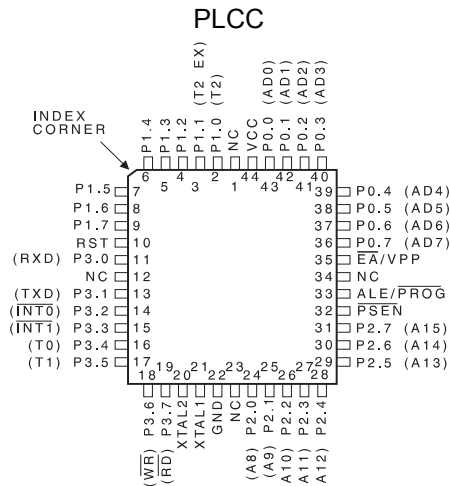 PLCC
INDEX
CORNER
P1.4
P1.3
P1.2
P1.1 (T2 EX)
P1.0 (T2)
NC
VCC
P0.0 (AD0)
P0.1 (AD1)
P0.2 (AD2)
P0.3 (AD3)
6
5
4
3
2
1
44
43
42
41
40
P1.5 7
P1.6 8
P1.7 9
RST 10
(RXD) P3.0 11
NC 12
(TXD) P3.1 13
(INT0) P3.2 14
(INT1) P3.3 15
(T0) P3.4 16
(T1) P3.5 17
39 P0.4 (AD4)
38 P0.5 (AD5)
37 P0.6 (AD6)
36 P0.7 (AD7)
35 EA/VPP
34 NC
33 ALE/PROG
32 PSEN
31 P2.7 (A15)
30 P2.6 (A14)
29 P2.5 (A13)
18
19
20
21
22
23
24
25
26
27
28
(WR) P3.6
(RD) P3.7
XTAL2
XTAL1
GND
NC
(A8) P2.0
(A9) P2.1
A10) P2.2
A11) P2.3
A12) P2.4